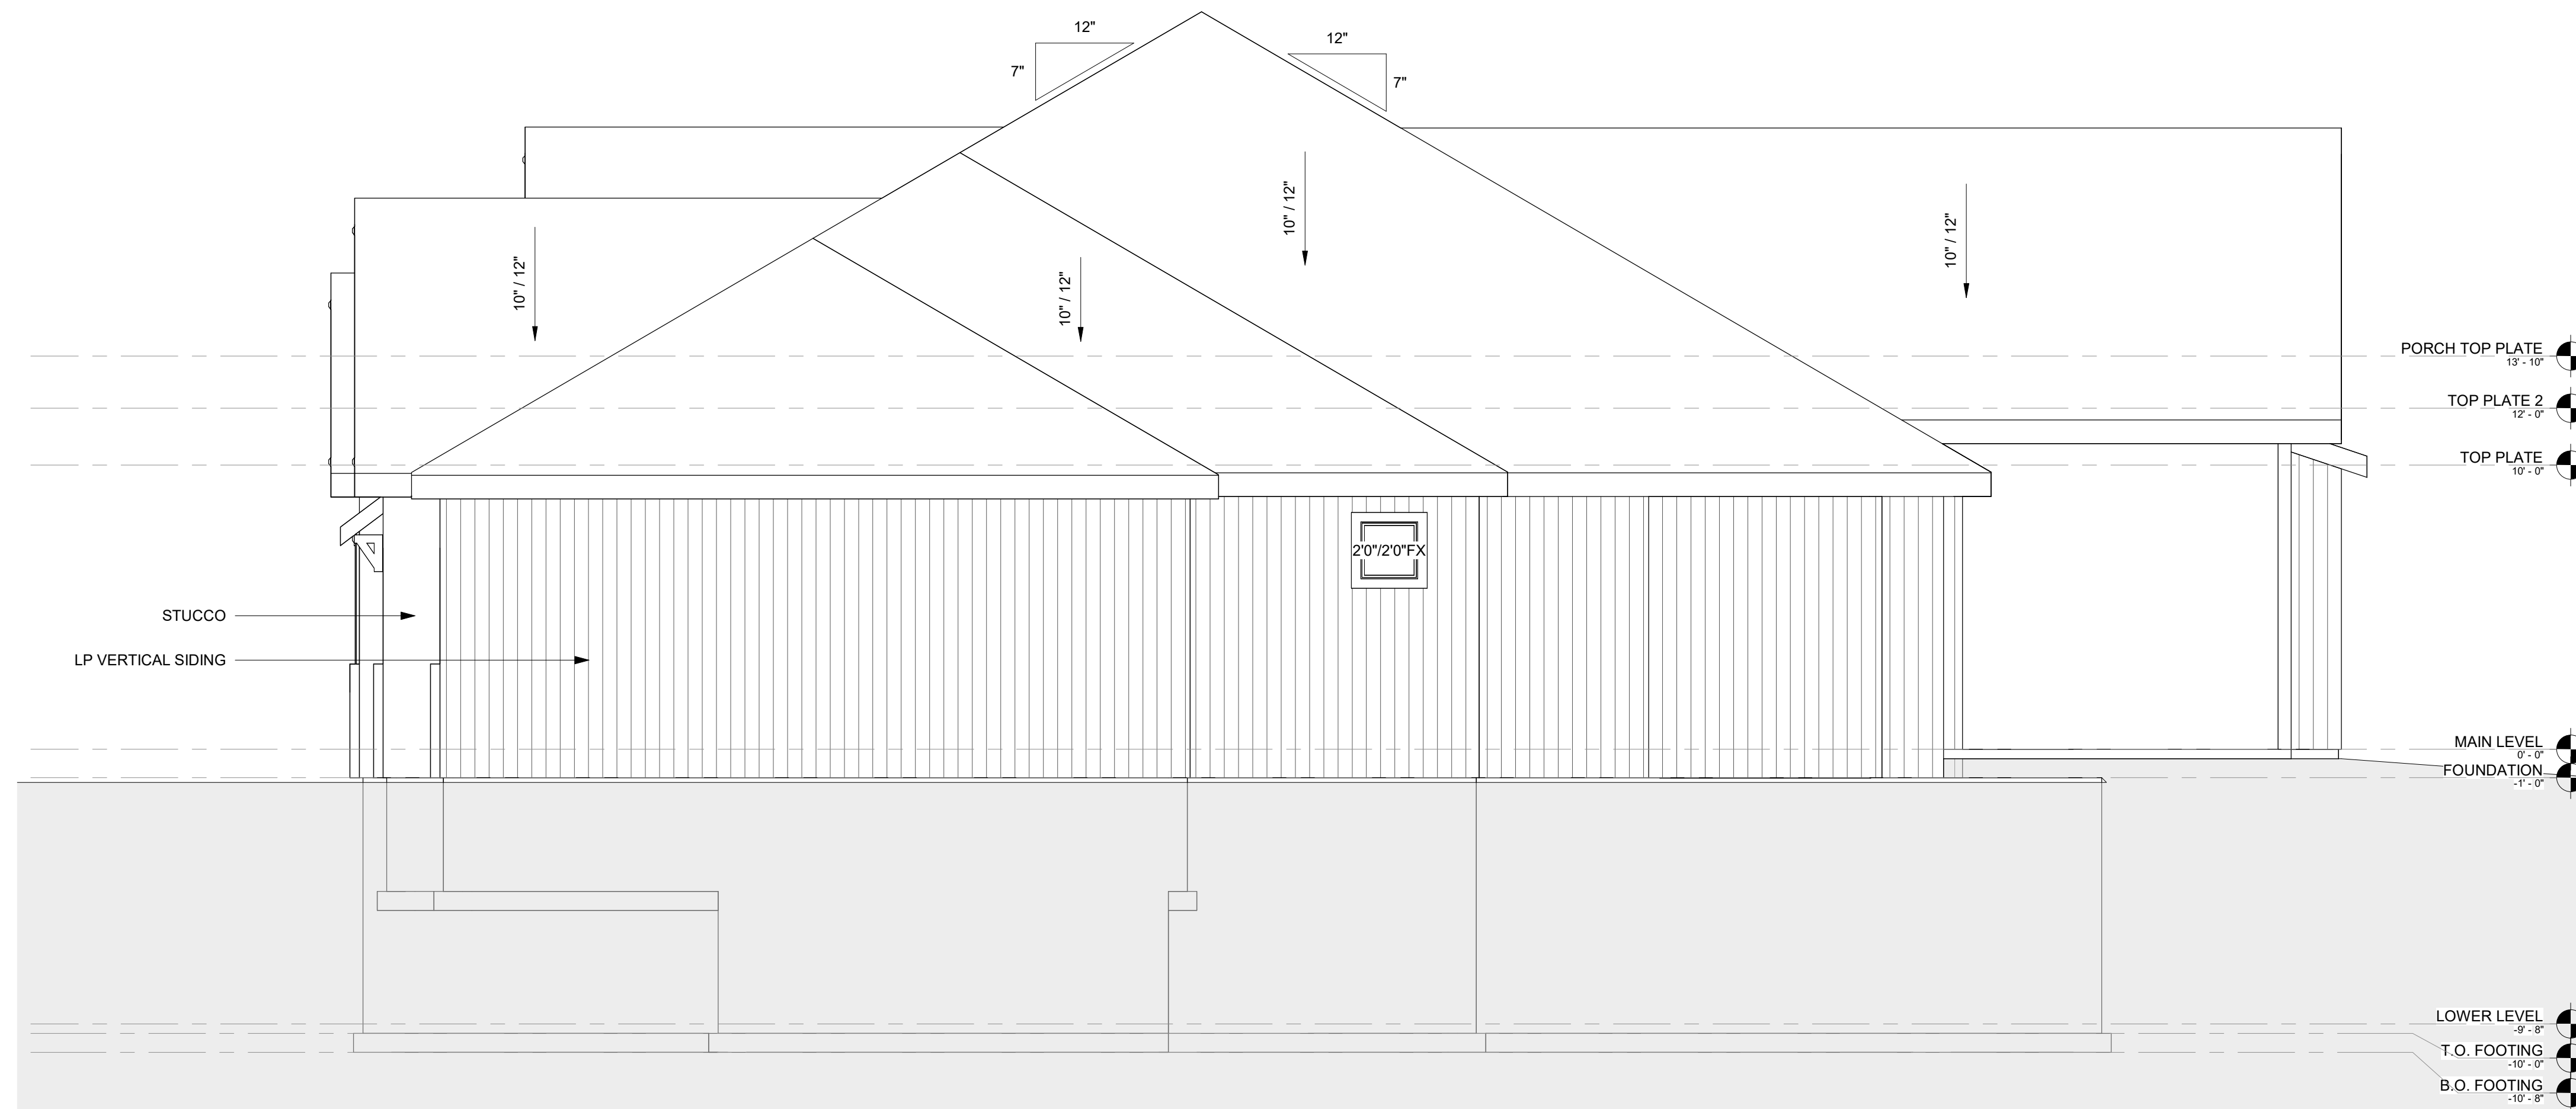 12"
7"
12"
7"
10" / 12"
10" / 12"
10" / 12"
10" / 12"
PORCH TOP PLATE
13' - 10"
TOP PLATE 2
12' - 0"
TOP PLATE
10' - 0"
2'0"/2'0"FX
STUCCO
LP VERTICAL SIDING
MAIN LEVEL
0' - 0"
FOUNDATION
-1' - 0"
LOWER LEVEL
-9' - 8"
T.O. FOOTING
-10' - 0"
B.O. FOOTING
-10' - 8"